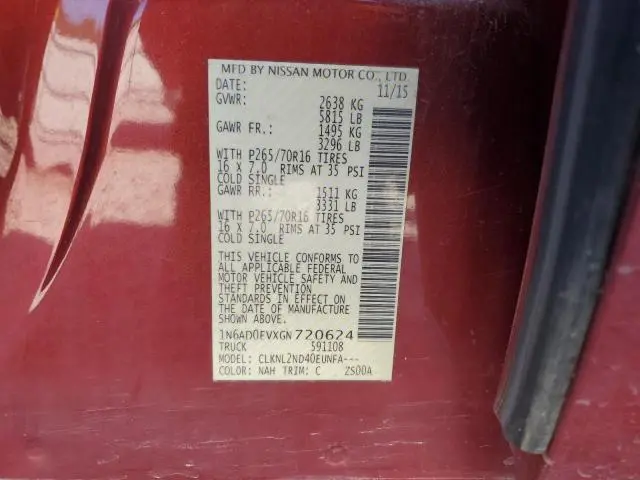 MFD BY NISSAN MOTOR CO., LTD
DATE: 11/15
GVWR: 2638 KG
5815 LB
GAWR FR.: 1495 KG
3296 LB
WITH P265/70R16 TIRES
16 X 7.0 RIMS AT 35 PSI
COLD SINGLE
GAWR RR.: 1511 KG
3331 LB
WITH P265/70R16 TIRES
16 X 7.0 RIMS AT 35 PSI
COLD SINGLE
THIS VEHICLE CONFORMS TO
ALL APPLICABLE FEDERAL
MOTOR VEHICLE SAFETY AND
THEFT PREVENTION
STANDARDS IN EFFECT ON
THE DATE OF MANUFACTURE
SHOWN ABOVE.
1N6AD0EVXGN720624
TRUCK 591108
MODEL: CLKNL2ND40EUNFA---
COLOR: NAH TRIM: C ZS00A